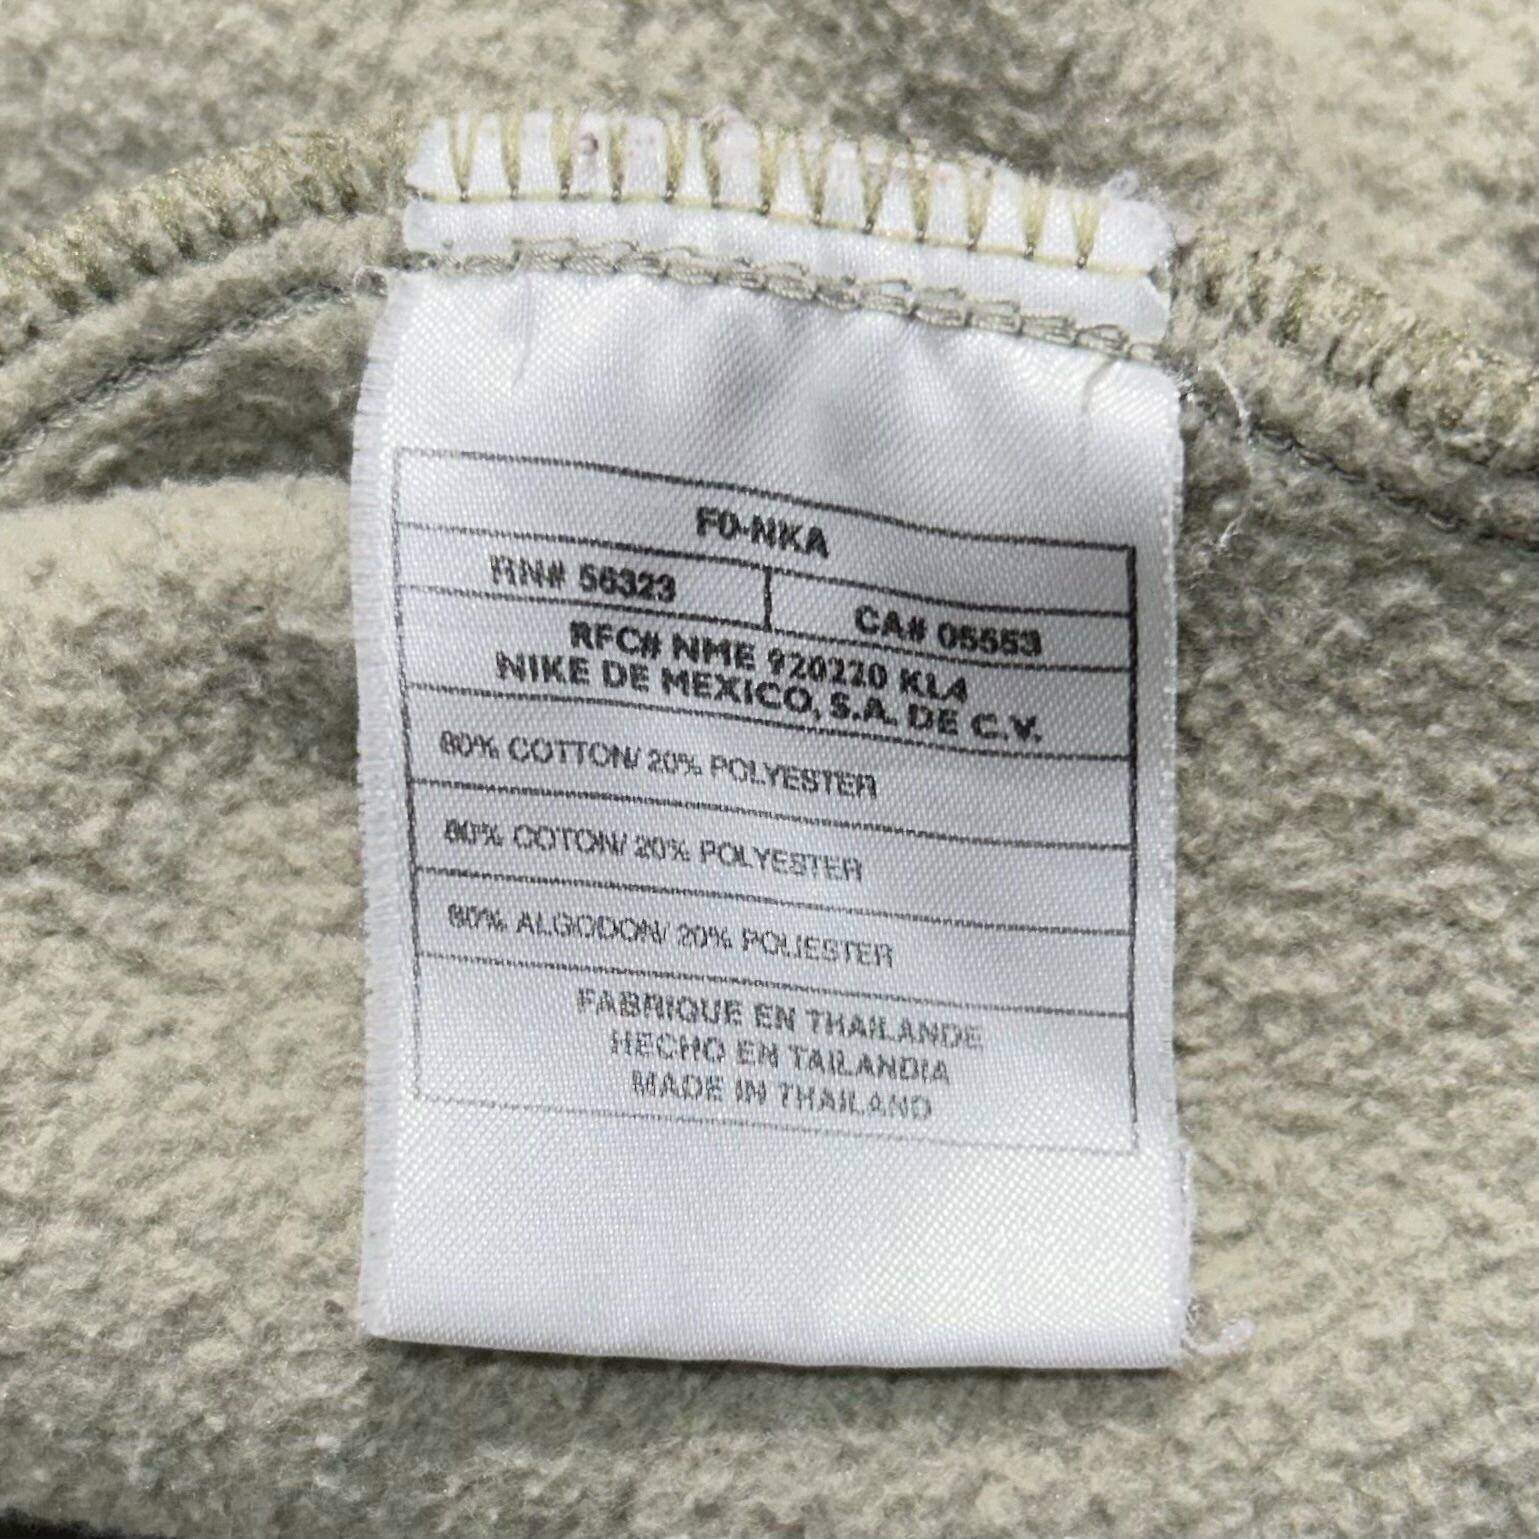 F0-NKA
RN# 56323
CA# 05553
RFC# NME 920220 KL4
NIKE DE MEXICO, S.A. DE C.V.
80% COTTON/ 20% POLYESTER
80% COTON/ 20% POLYESTER
80% ALGODON/ 20% POLIESTER
FABRIQUE EN THAILANDE
HECHO EN TAILANDIA
MADE IN THAILAND